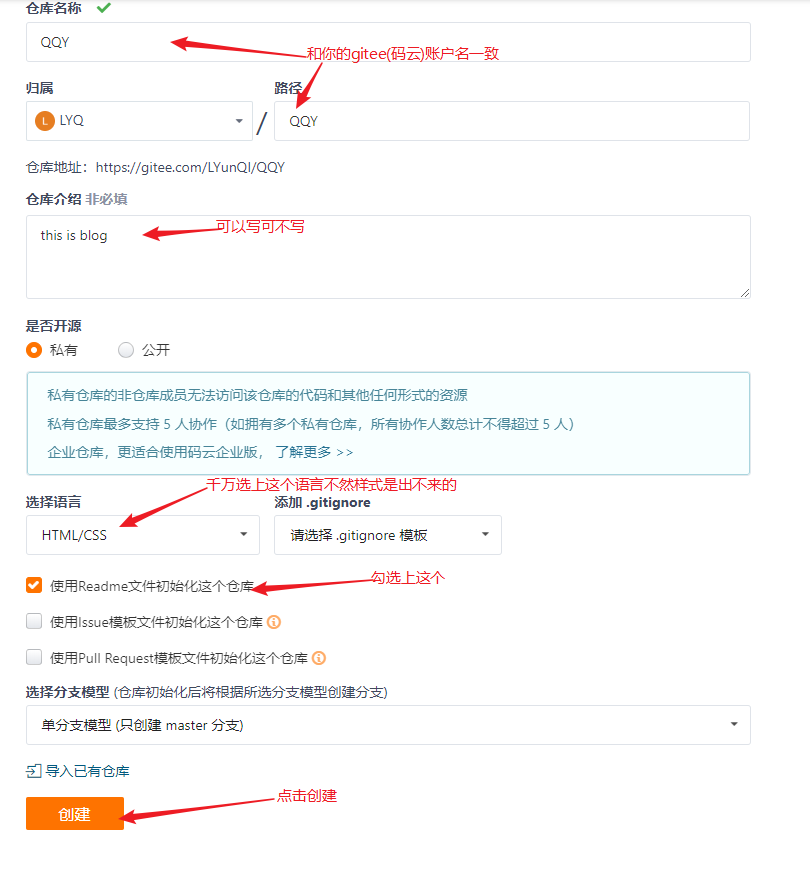 仓库名称
QQY
和你的gitee(码云)账户名一致
归属
路径
L LYQ
/
QQY
仓库地址：https://gitee.com/LYunQI/QQY
仓库介绍 非必填
可以写可不写
this is blog
是否开源
私有
公开
私有仓库的非仓库成员无法访问该仓库的代码和其他任何形式的资源
私有仓库最多支持 5 人协作（如拥有多个私有仓库，所有协作人数总计不得超过 5 人）
企业仓库，更适合使用码云企业版， 了解更多 >>
千万选上这个语言不然样式是出不来的
选择语言
添加 .gitignore
HTML/CSS
请选择 .gitignore 模板
使用Readme文件初始化这个仓库
勾选上这个
使用Issue模板文件初始化这个仓库
使用Pull Request模板文件初始化这个仓库
选择分支模型 (仓库初始化后将根据所选分支模型创建分支)
单分支模型 (只创建 master 分支)
导入已有仓库
点击创建
创建